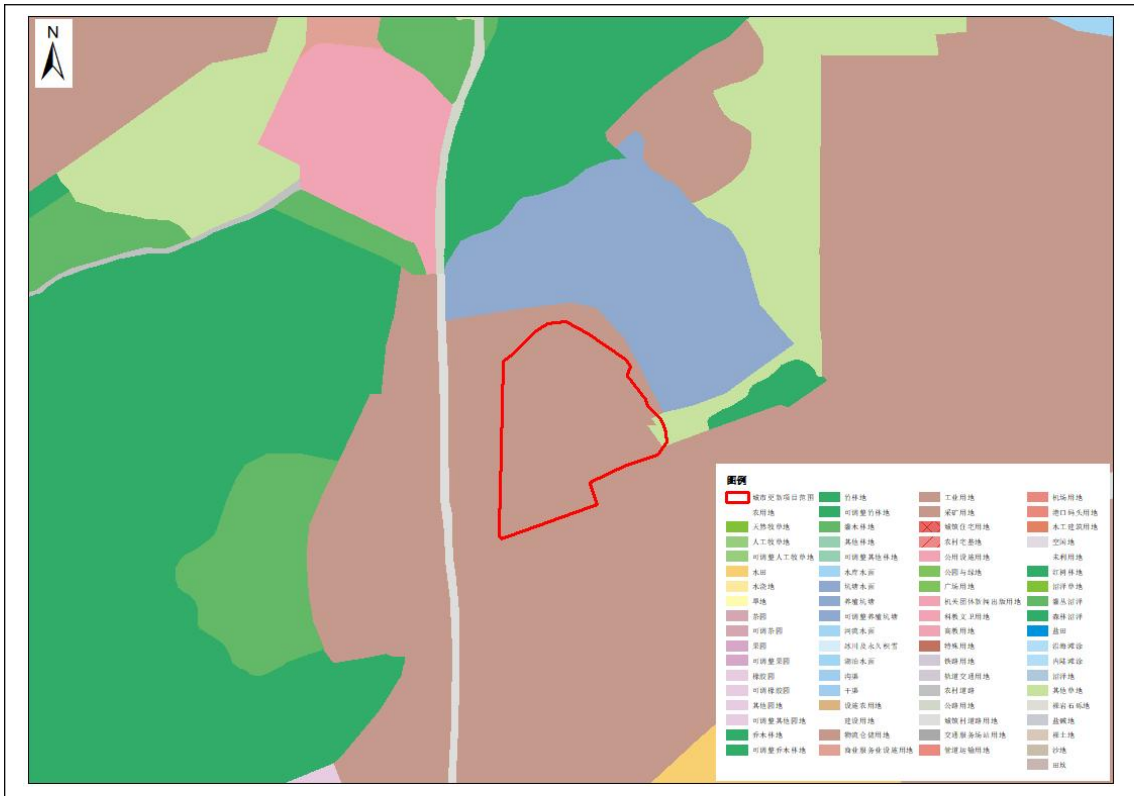 N
图例
城市更新项目范围
农用地
天然牧草地
人工牧草地
可调整人工牧草地
水田
水浇地
旱地
茶园
可调茶园
果园
可调整果园
橡胶园
可调橡胶园
其他园地
可调整其他园地
乔木林地
可调整乔木林地
竹林地
可调整竹林地
灌木林地
其他林地
可调整其他林地
水库水面
坑塘水面
养殖坑塘
可调整养殖坑塘
河流水面
冰川及永久积雪
湖泊水面
沟渠
干渠
设施农用地
建设用地
物流仓储用地
商业服务业设施用地
工业用地
采矿用地
城镇住宅用地
农村宅基地
公用设施用地
公园与绿地
广场用地
机关团体新闻出版用地
科教文卫用地
高教用地
特殊用地
铁路用地
轨道交通用地
农村道路
公路用地
城镇村道路用地
交通服务场站用地
管道运输用地
机场用地
港口码头用地
水工建筑用地
空闲地
未利用地
红树林地
沼泽草地
灌丛沼泽
森林沼泽
盐田
沿海滩涂
内陆滩涂
沼泽地
其他草地
裸岩石砾地
盐碱地
裸土地
沙地
田坎